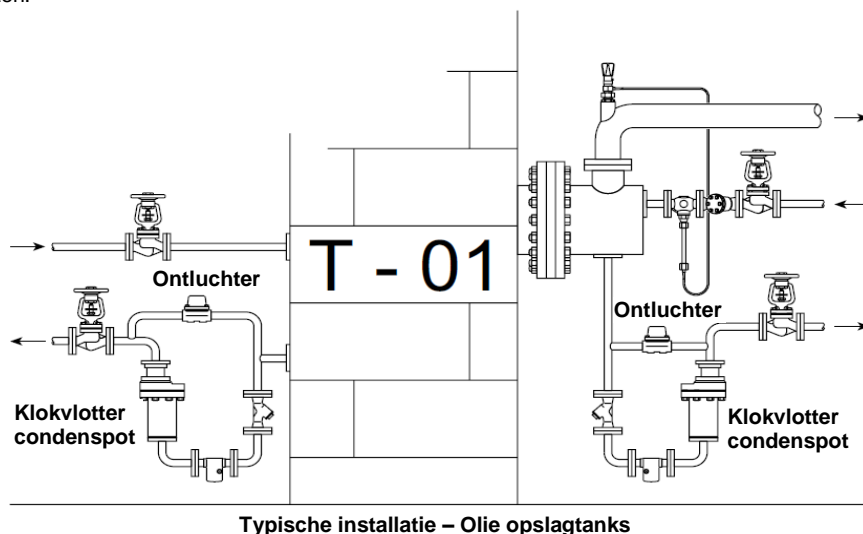 T - 01
Ontluchter
Ontluchter
Klokvlotter
condenspot
Klokvlotter
condenspot
Typische installatie – Olie opslagtanks